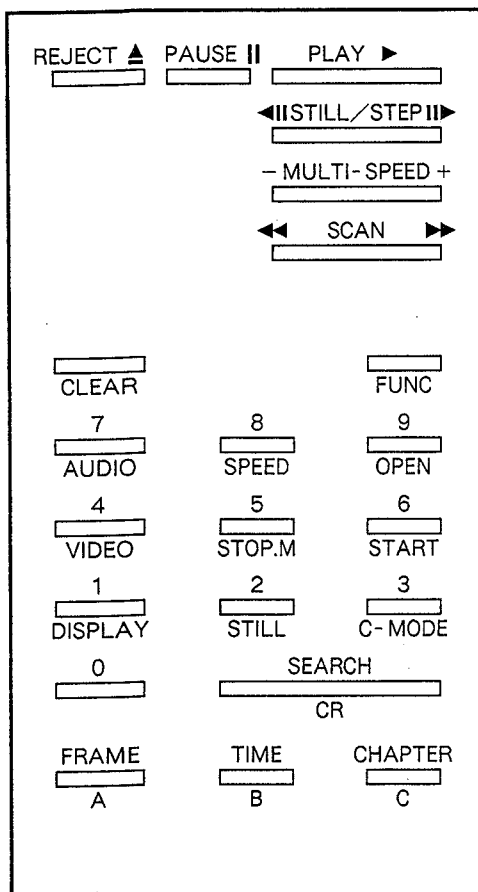 REJECT ⏏ PAUSE II PLAY ▶
◀IISTILL/STEPII▶
- MULTI-SPEED +
◀◀ SCAN ▶▶
CLEAR FUNC
7 8 9
AUDIO SPEED OPEN
4 5 6
VIDEO STOP.M START
1 2 3
DISPLAY STILL C-MODE
0 SEARCH
CR
FRAME TIME CHAPTER
A B C